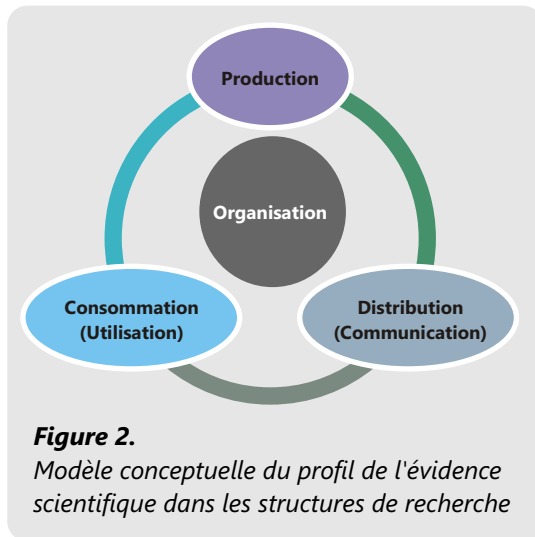 Production
Organisation
Consommation
(Utilisation)
Distribution
(Communication)
Figure 2.
Modèle conceptuelle du profil de l'évidence
scientifique dans les structures de recherche